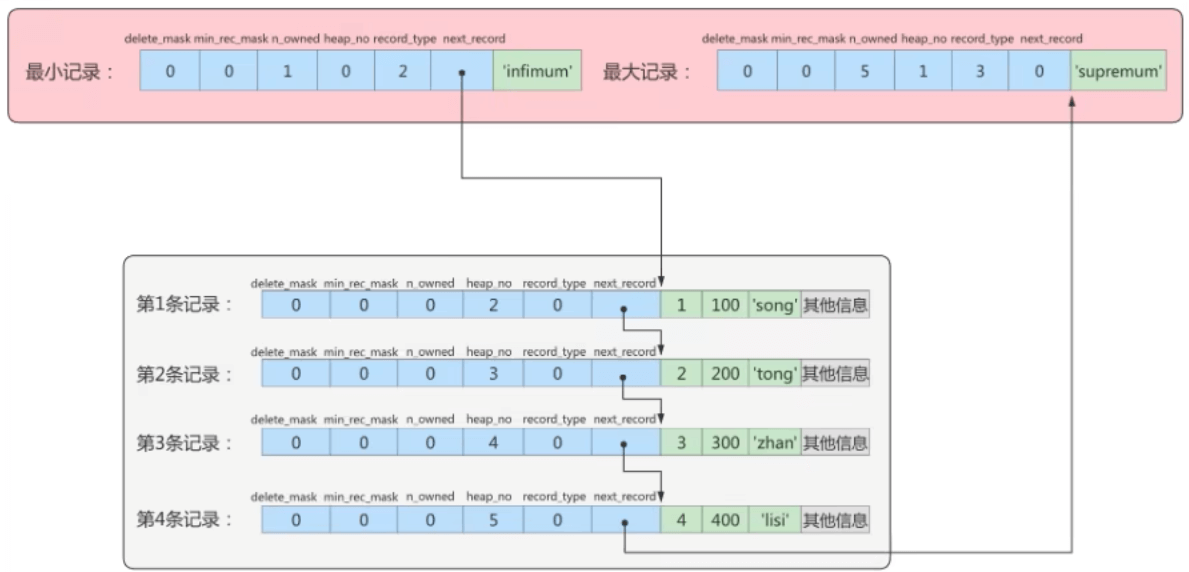 delete_mask min_rec_mask n_owned heap_no record_type next_record
最小记录： 0 0 1 0 2 'infimum'
delete_mask min_rec_mask n_owned heap_no record_type next_record
最大记录： 0 0 5 1 3 0 'supremum'
delete_mask min_rec_mask n_owned heap_no record_type next_record
第1条记录： 0 0 0 2 0 1 100 'song' 其他信息
delete_mask min_rec_mask n_owned heap_no record_type next_record
第2条记录： 0 0 0 3 0 2 200 'tong' 其他信息
delete_mask min_rec_mask n_owned heap_no record_type next_record
第3条记录： 0 0 0 4 0 3 300 'zhan' 其他信息
delete_mask min_rec_mask n_owned heap_no record_type next_record
第4条记录： 0 0 0 5 0 4 400 'lisi' 其他信息